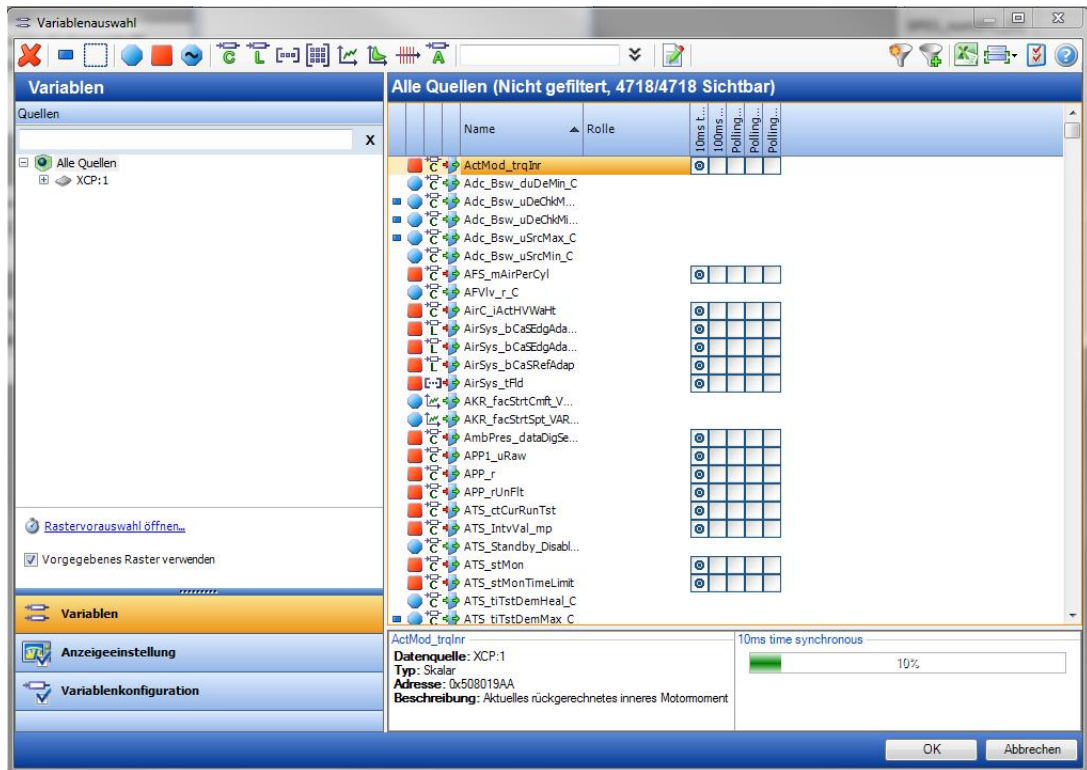 Variablenauswahl
Variablen
Quellen
X
Alle Quellen
XCP:1
Rastervorauswahl öffnen...
Vorgegebenes Raster verwenden
Variablen
Anzeigeeinstellung
Variablenkonfiguration
Alle Quellen (Nicht gefiltert, 4718/4718 Sichtbar)
Name Rolle 10ms t... 100ms... Polling... Polling... Polling...
C ActMod_trqInr
C Adc_Bsw_duDeMin_C
C Adc_Bsw_uDeChkM...
C Adc_Bsw_uDeChkMi...
C Adc_Bsw_uSrcMax_C
C Adc_Bsw_uSrcMin_C
C AFS_mAirPerCyl
C AFVlv_r_C
C AirC_iActHVWaHt
L AirSys_bCaSEdgAda...
L AirSys_bCaSEdgAda...
L AirSys_bCaSRefAdap
AirSys_tFld
AKR_facStrtCmft_V...
AKR_facStrtSpt_VAR...
C AmbPres_dataDigSe...
C APP1_uRaw
C APP_r
C APP_rUnFlt
C ATS_ctCurRunTst
C ATS_IntvVal_mp
C ATS_Standby_Disabl...
C ATS_stMon
C ATS_stMonTimeLimit
C ATS_tiTstDemHeal_C
C ATS_tiTstDemMax_C
ActMod_trqInr
Datenquelle: XCP:1
Typ: Skalar
Adresse: 0x508019AA
Beschreibung: Aktuelles rückgerechnetes inneres Motormoment
10ms time synchronous
10%
OK Abbrechen